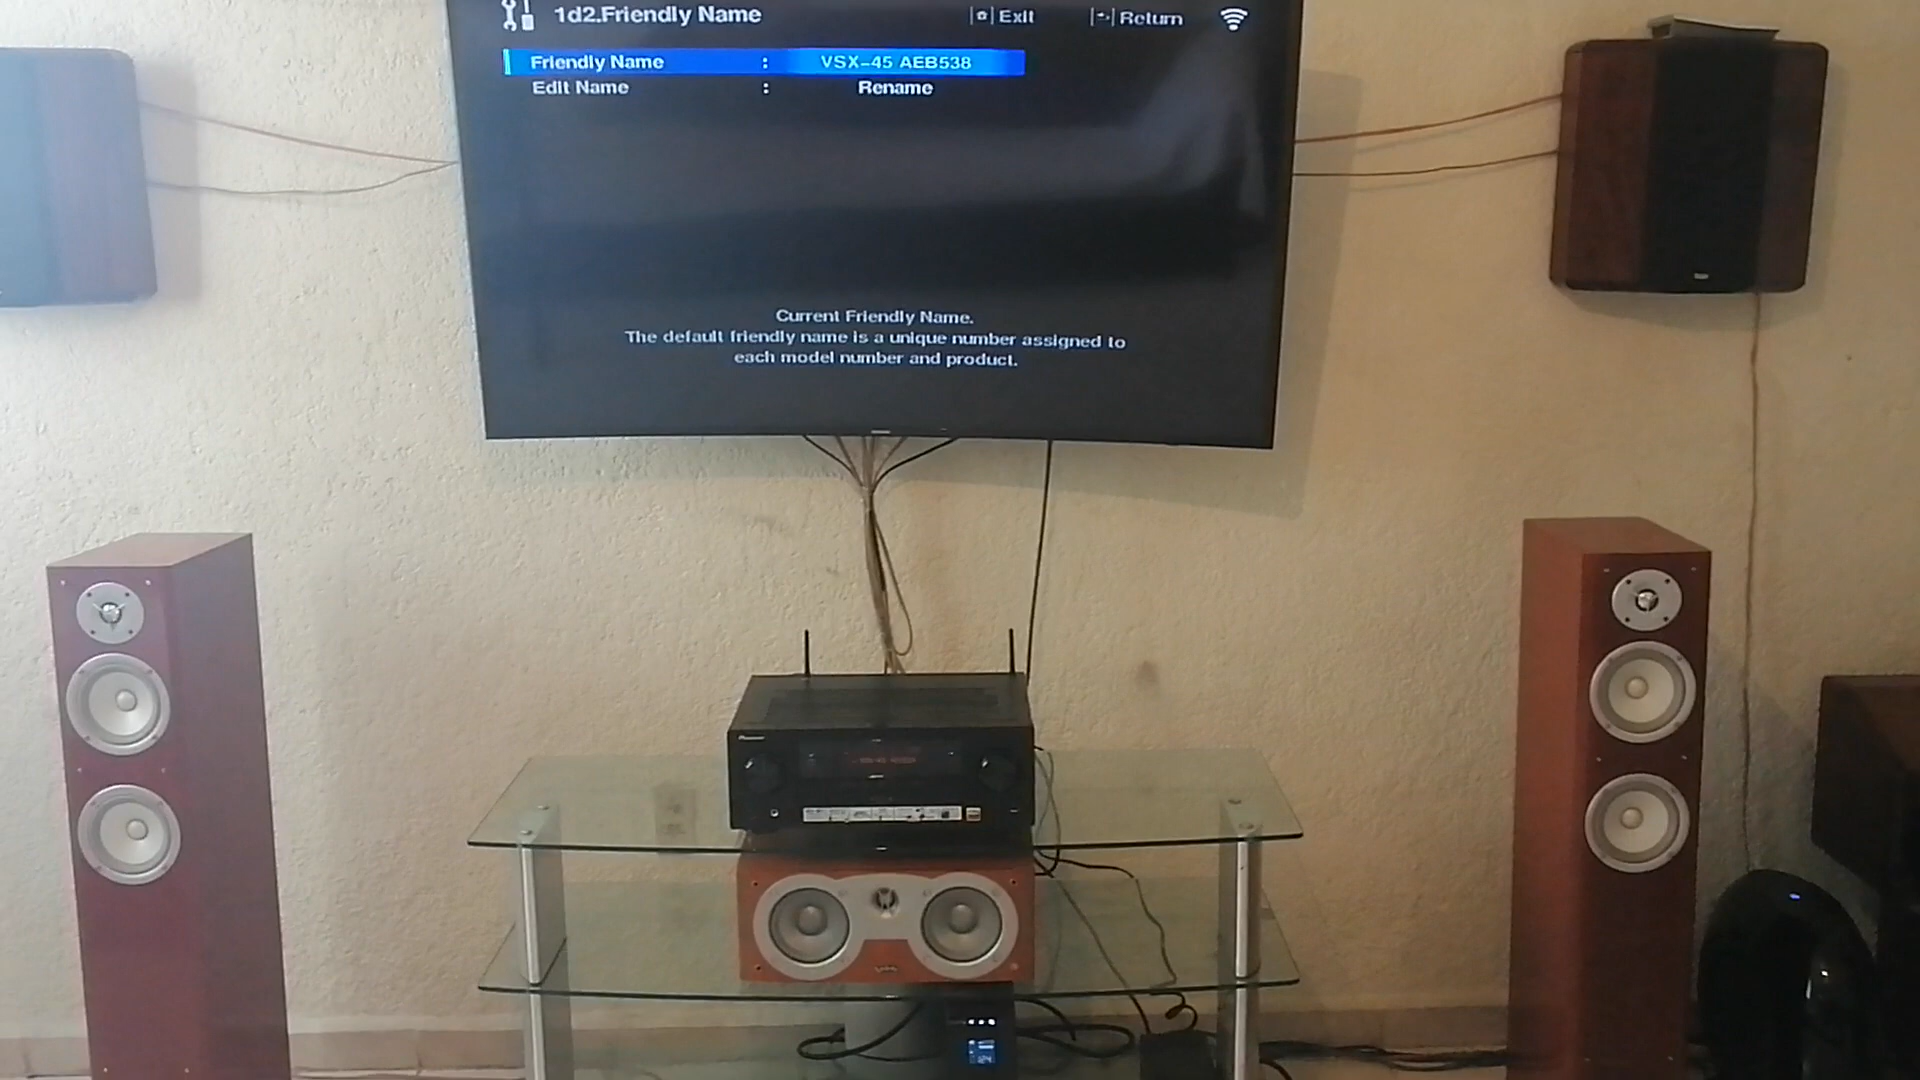 1d2.Friendly Name
Exit
Return
Friendly Name : VSX-45 AEB538
Edit Name : Rename
Current Friendly Name.
The default friendly name is a unique number assigned to
each model number and product.
Pioneer